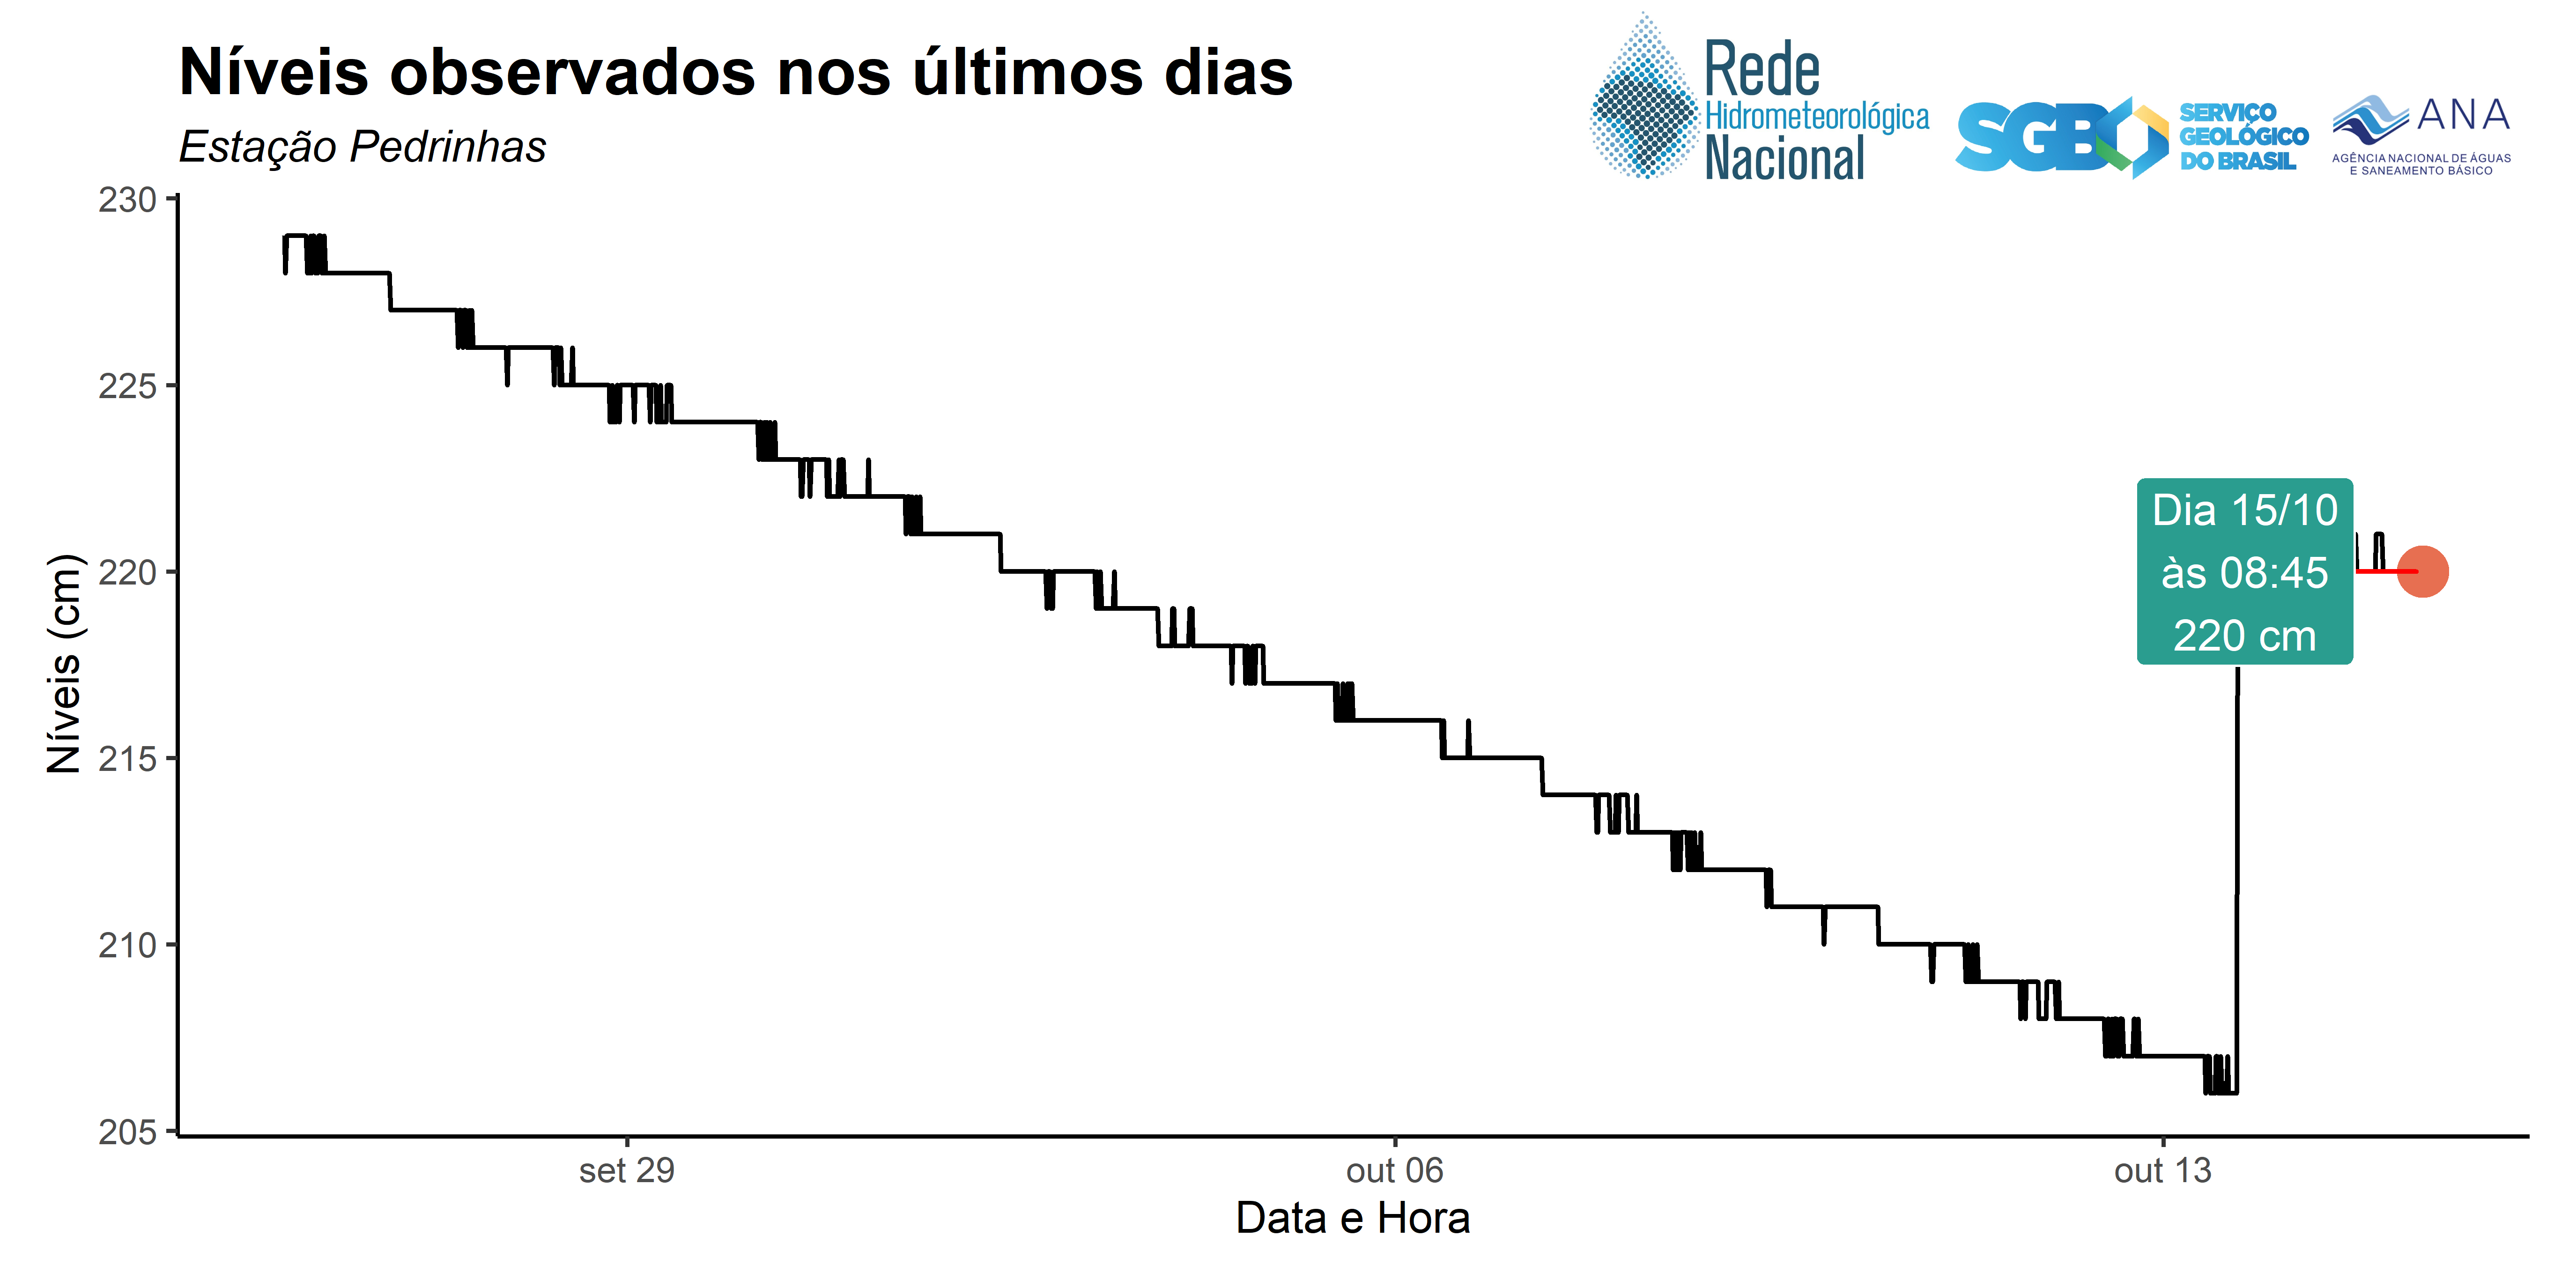 Níveis observados nos últimos dias
Estação Pedrinhas
Rede
Hidrometeorológica
Nacional
SGB
SERVIÇO
GEOLÓGICO
DO BRASIL
ANA
AGÊNCIA NACIONAL DE ÁGUAS
E SANEAMENTO BÁSICO
Níveis (cm)
230
225
220
215
210
205
Dia 15/10
às 08:45
220 cm
set 29
out 06
out 13
Data e Hora